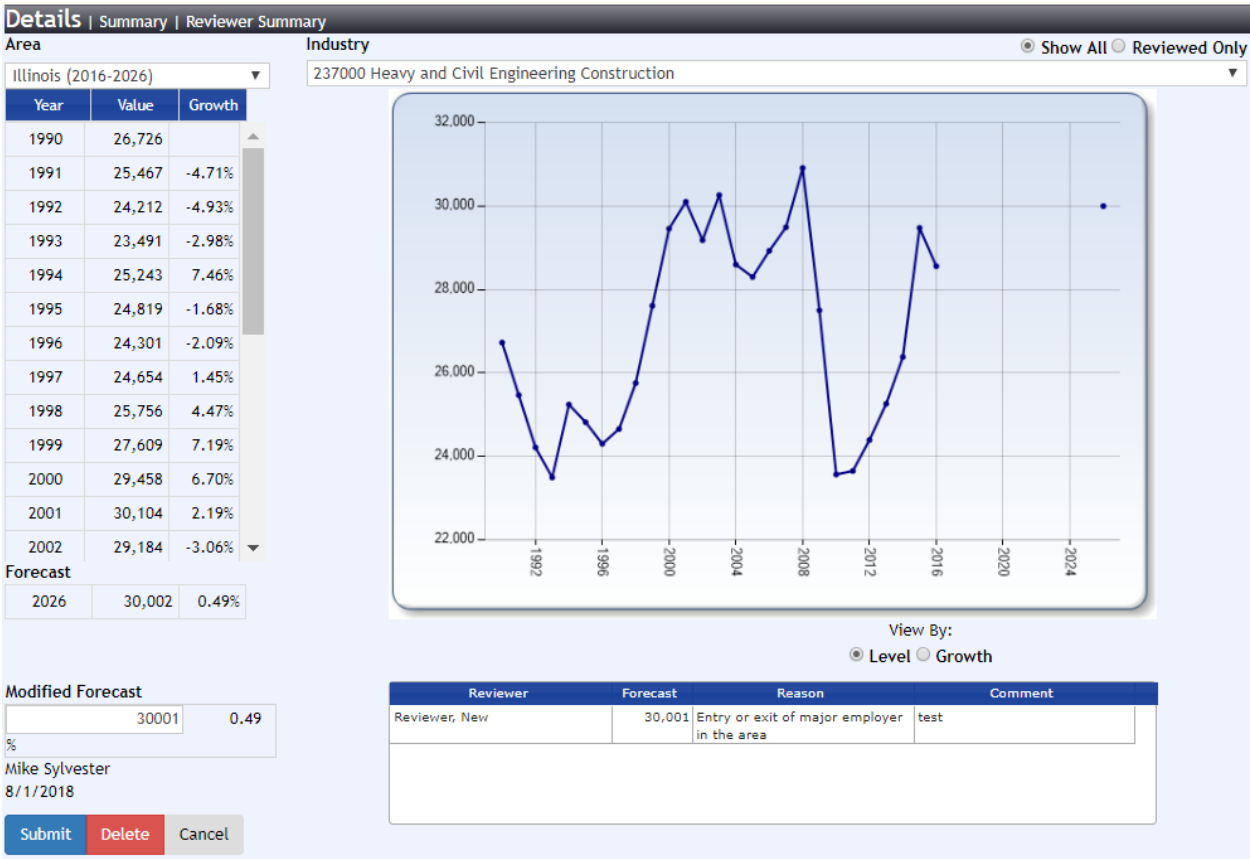 Details | Summary | Reviewer Summary
Area
Illinois (2016-2026)
Industry
Show All Reviewed Only
237000 Heavy and Civil Engineering Construction
Year Value Growth
1990 26,726
1991 25,467 -4.71%
1992 24,212 -4.93%
1993 23,491 -2.98%
1994 25,243 7.46%
1995 24,819 -1.68%
1996 24,301 -2.09%
1997 24,654 1.45%
1998 25,756 4.47%
1999 27,609 7.19%
2000 29,458 6.70%
2001 30,104 2.19%
2002 29,184 -3.06%
Forecast
2026 30,002 0.49%
32,000
30,000
28,000
26,000
24,000
22,000
1992 1996 2000 2004 2008 2012 2016 2020 2024
View By:
Level Growth
Modified Forecast
30001 0.49
%
Mike Sylvester
8/1/2018
Submit Delete Cancel
Reviewer Forecast Reason Comment
Reviewer, New 30,001 Entry or exit of major employer test
in the area